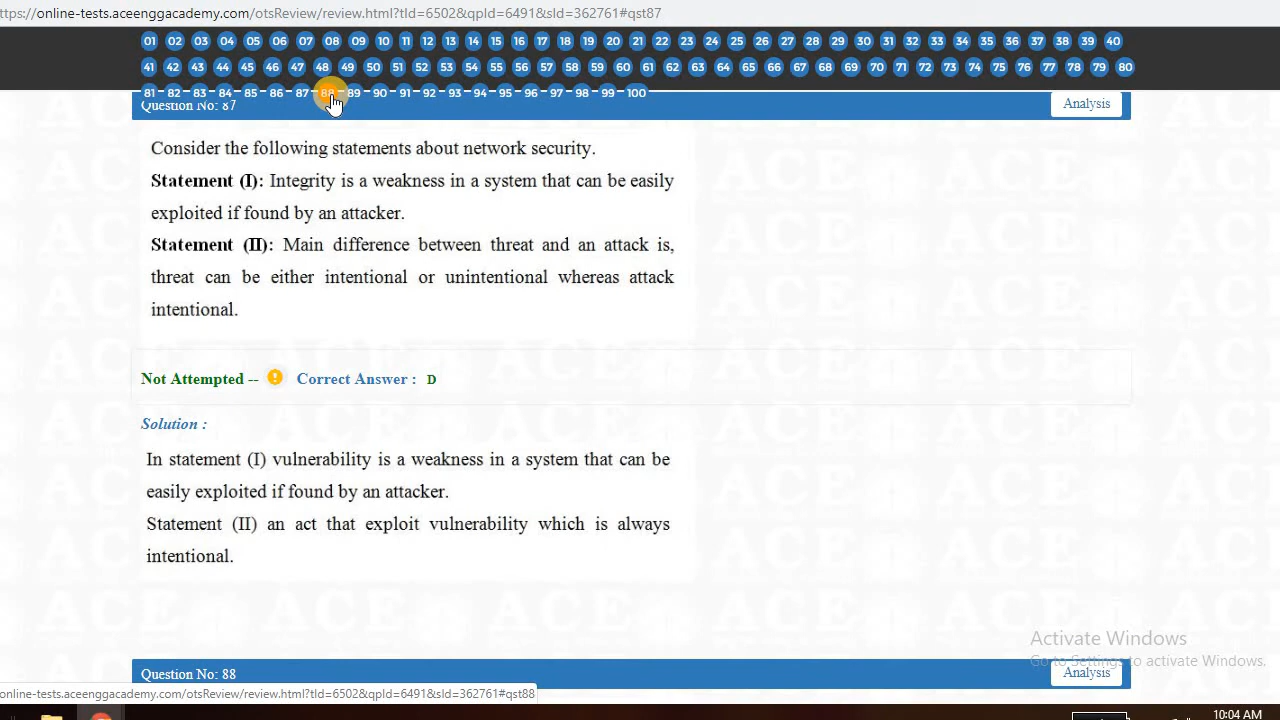 ttps://online-tests.aceenggacademy.com/otsReview/review.html?tId=6502&qpId=6491&sId=362761#qst87
01 02 03 04 05 06 07 08 09 10 11 12 13 14 15 16 17 18 19 20 21 22 23 24 25 26 27 28 29 30 31 32 33 34 35 36 37 38 39 40
41 42 43 44 45 46 47 48 49 50 51 52 53 54 55 56 57 58 59 60 61 62 63 64 65 66 67 68 69 70 71 72 73 74 75 76 77 78 79 80
81 82 83 84 85 86 87 88 89 90 91 92 93 94 95 96 97 98 99 100
Question No: 87 Analysis
Consider the following statements about network security.
Statement (I): Integrity is a weakness in a system that can be easily
exploited if found by an attacker.
Statement (II): Main difference between threat and an attack is,
threat can be either intentional or unintentional whereas attack
intentional.
Not Attempted -- Correct Answer : D
Solution :
In statement (I) vulnerability is a weakness in a system that can be
easily exploited if found by an attacker.
Statement (II) an act that exploit vulnerability which is always
intentional.
Activate Windows
Go to Settings to activate Windows.
Question No: 88 Analysis
online-tests.aceenggacademy.com/otsReview/review.html?tId=6502&qpId=6491&sId=362761#qst88
10:04 AM